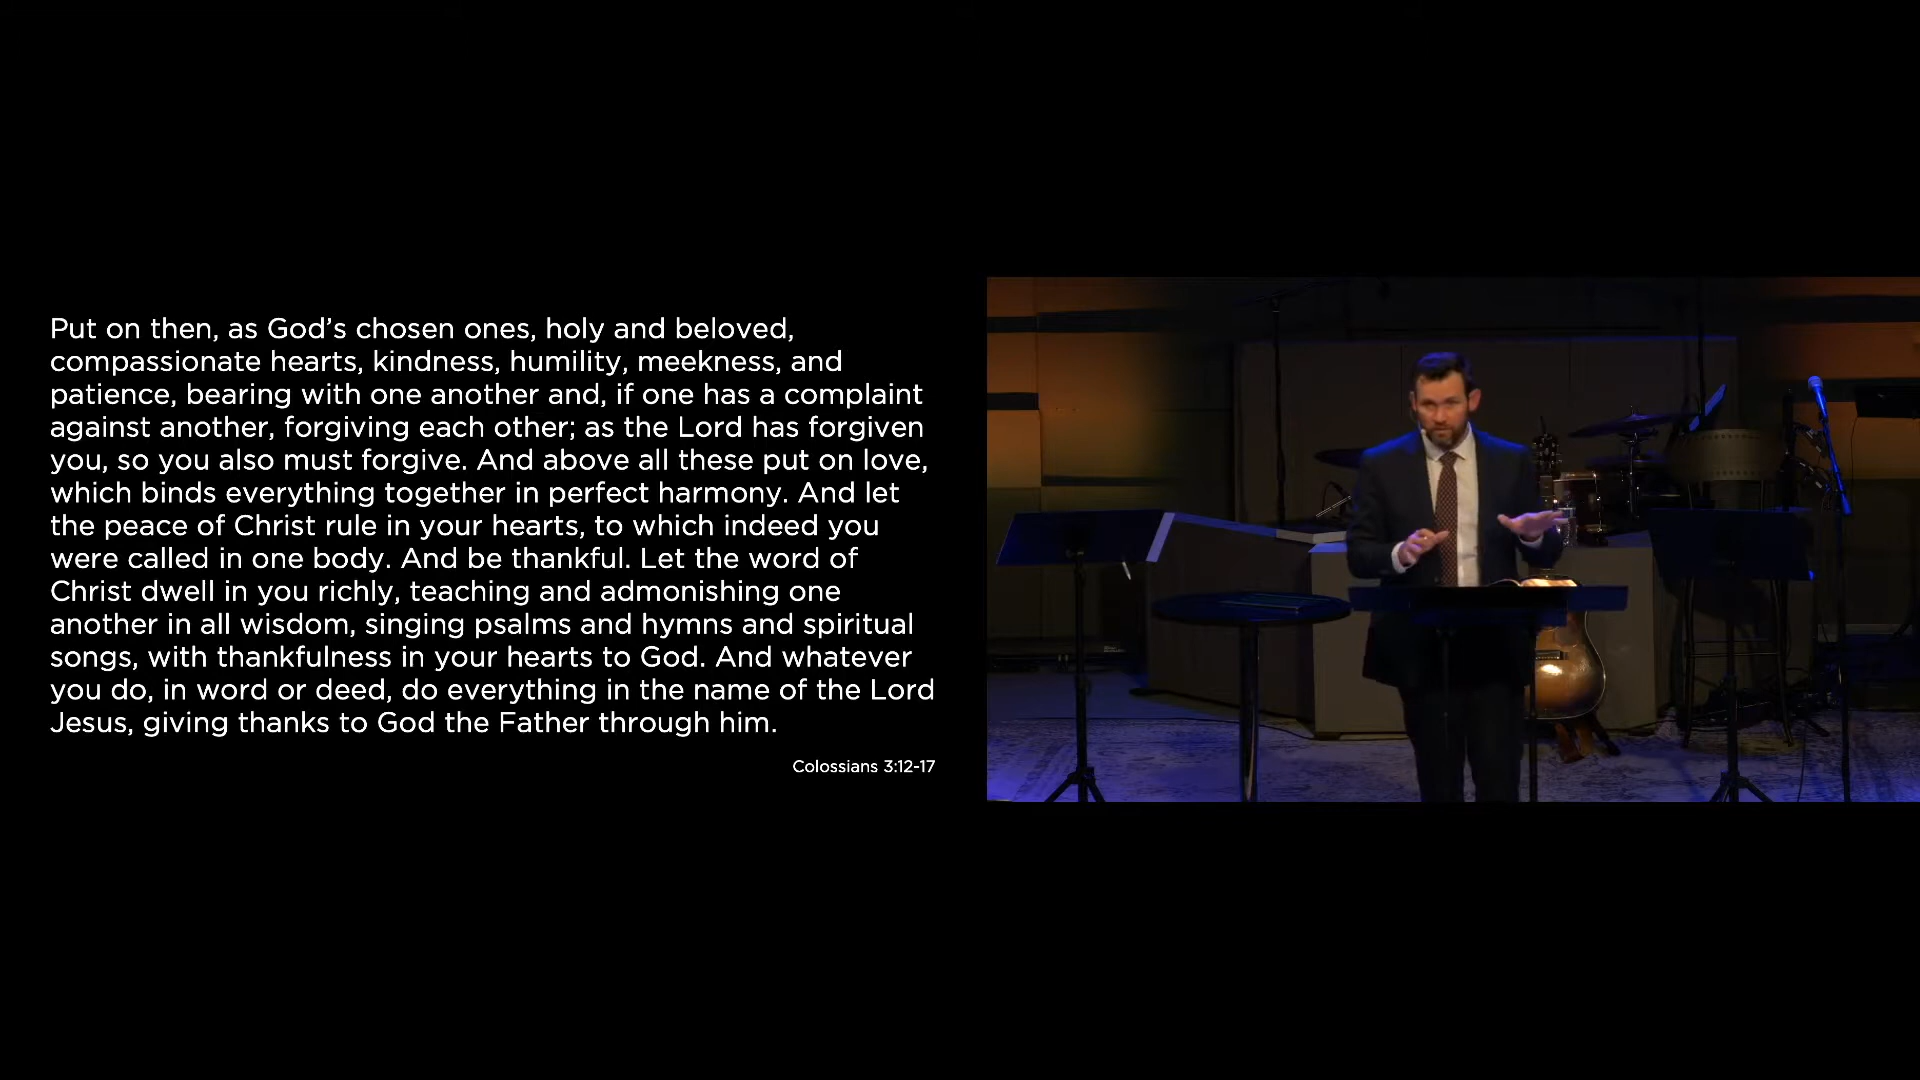 Put on then, as God’s chosen ones, holy and beloved,
compassionate hearts, kindness, humility, meekness, and
patience, bearing with one another and, if one has a complaint
against another, forgiving each other; as the Lord has forgiven
you, so you also must forgive. And above all these put on love,
which binds everything together in perfect harmony. And let
the peace of Christ rule in your hearts, to which indeed you
were called in one body. And be thankful. Let the word of
Christ dwell in you richly, teaching and admonishing one
another in all wisdom, singing psalms and hymns and spiritual
songs, with thankfulness in your hearts to God. And whatever
you do, in word or deed, do everything in the name of the Lord
Jesus, giving thanks to God the Father through him.
Colossians 3:12-17